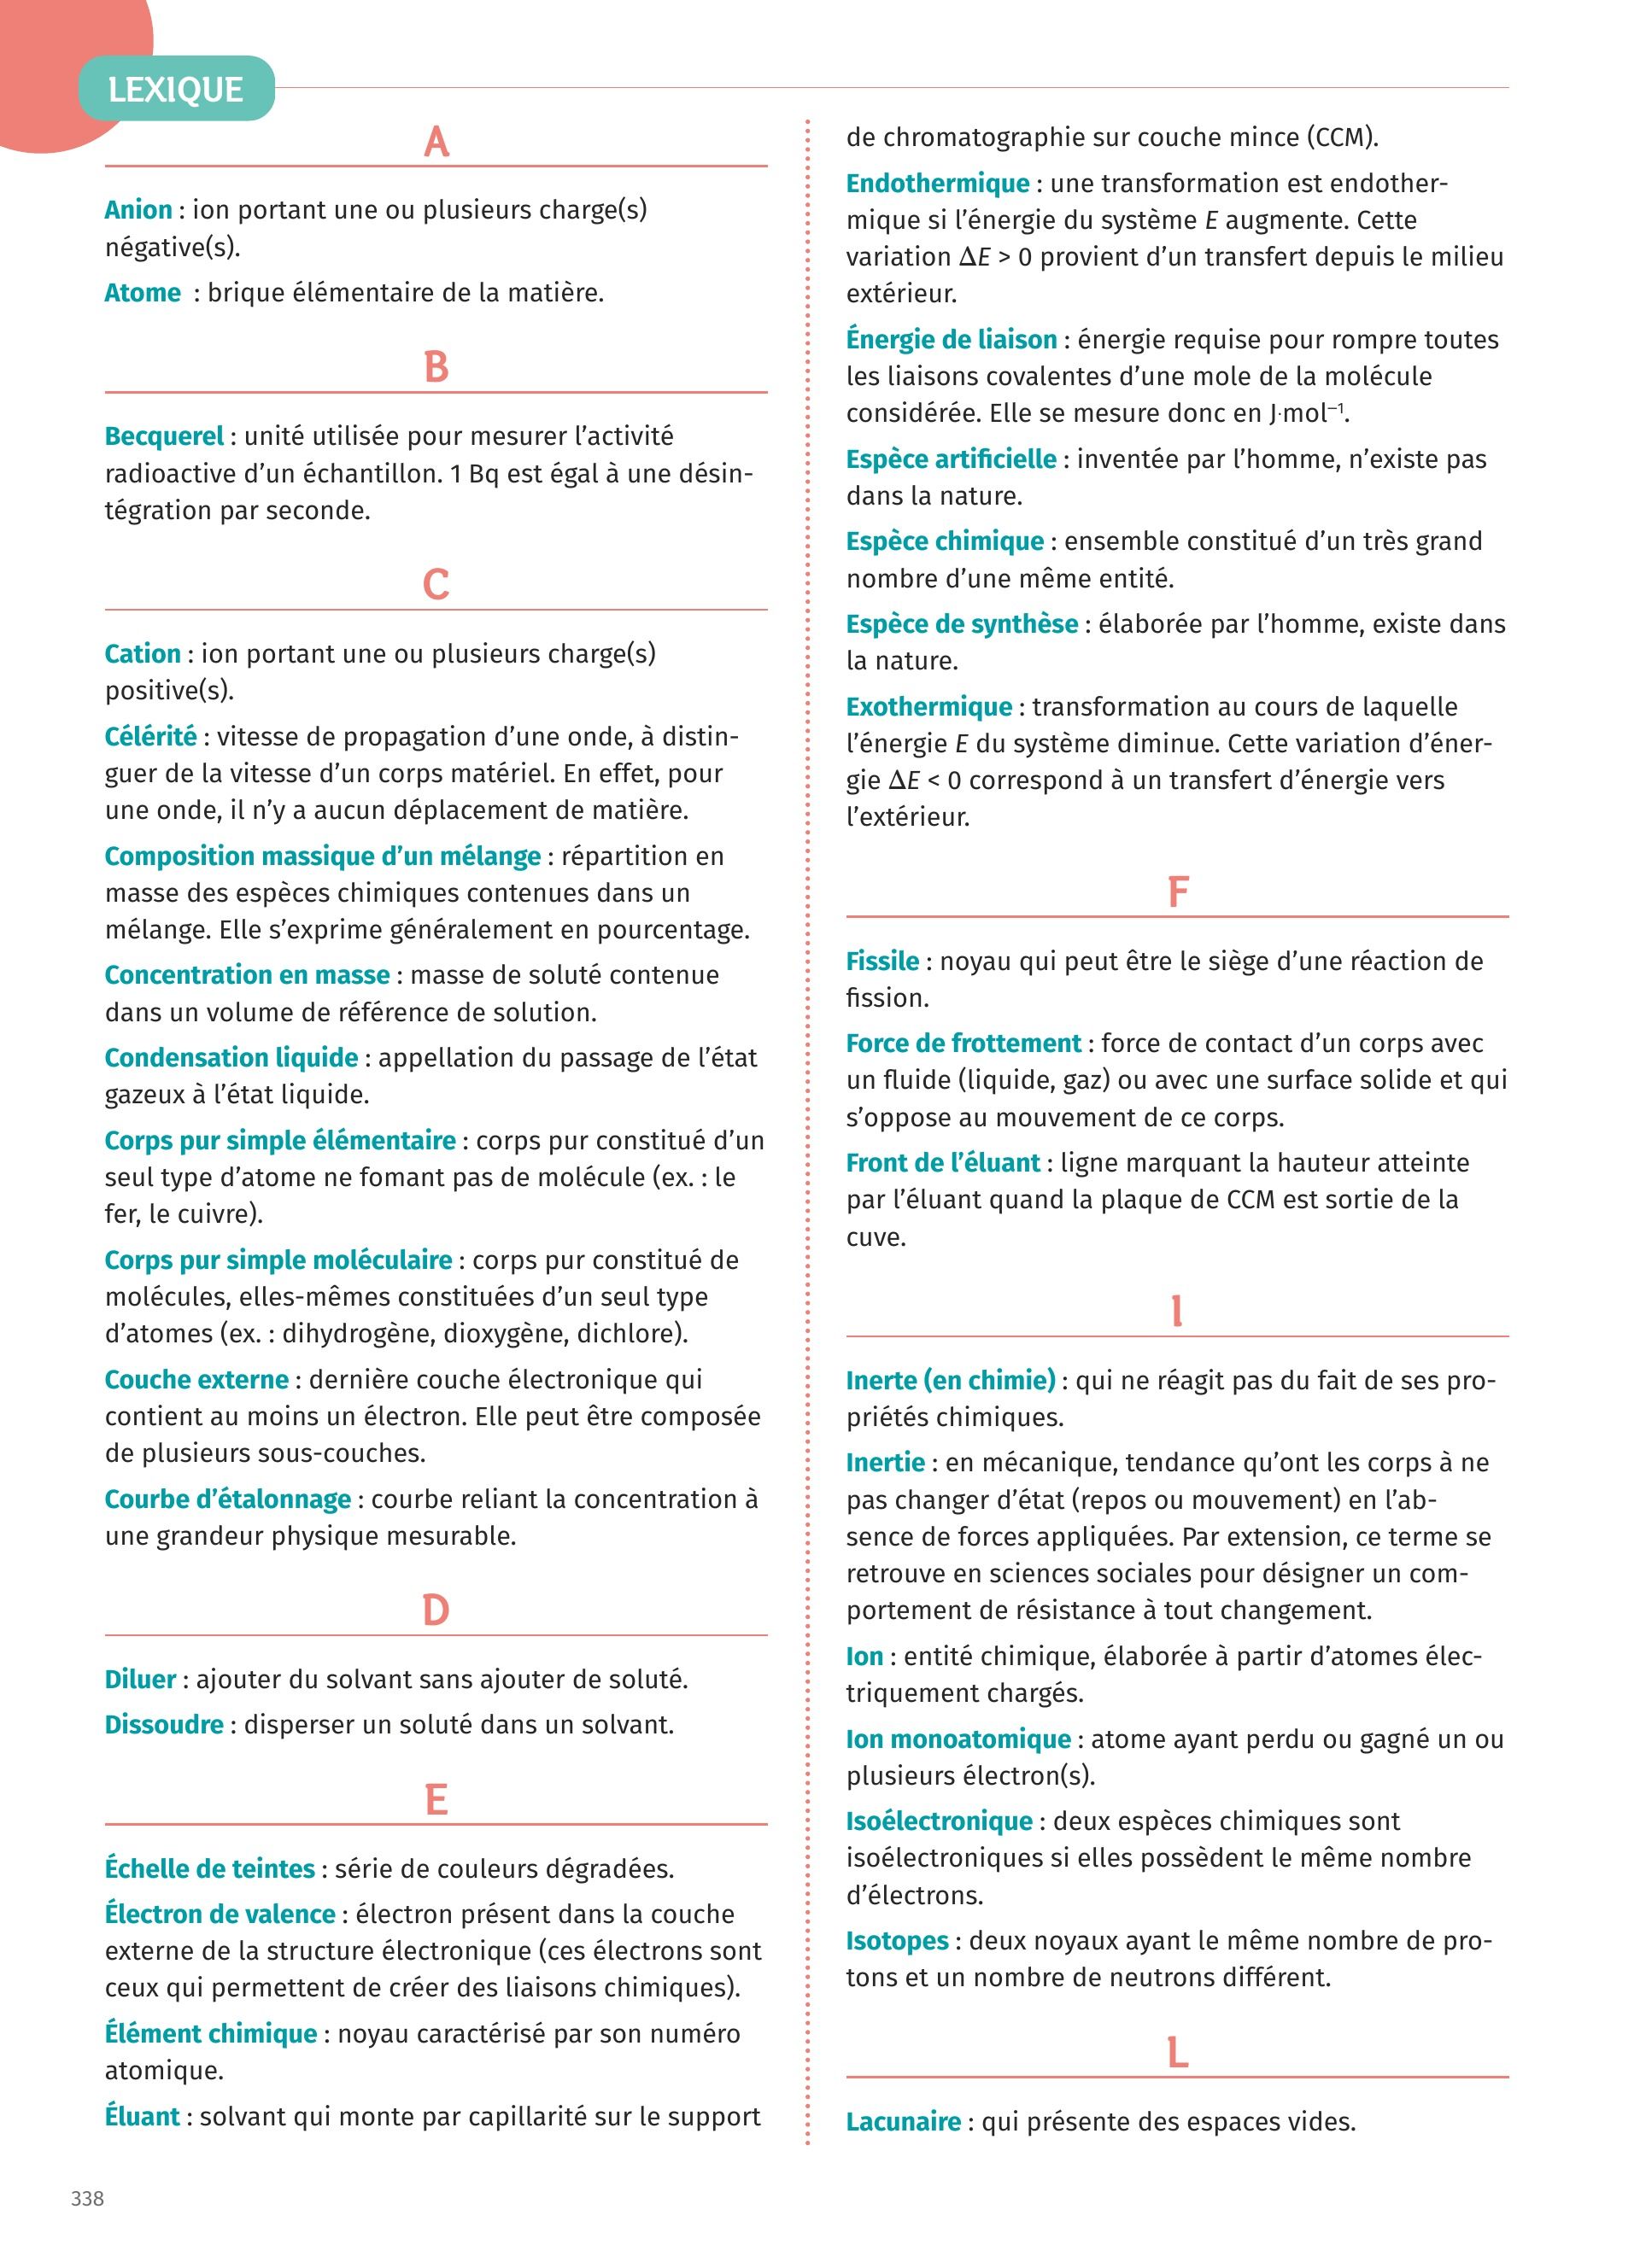 LEXIQUE
A
Anion : ion portant une ou plusieurs charge(s)
négative(s).
Atome : brique élémentaire de la matière.
B
Becquerel : unité utilisée pour mesurer l’activité
radioactive d’un échantillon. 1 Bq est égal à une désin-
tégration par seconde.
C
Cation : ion portant une ou plusieurs charge(s)
positive(s).
Célérité : vitesse de propagation d’une onde, à distin-
guer de la vitesse d’un corps matériel. En effet, pour
une onde, il n’y a aucun déplacement de matière.
Composition massique d’un mélange : répartition en
masse des espèces chimiques contenues dans un
mélange. Elle s’exprime généralement en pourcentage.
Concentration en masse : masse de soluté contenue
dans un volume de référence de solution.
Condensation liquide : appellation du passage de l’état
gazeux à l’état liquide.
Corps pur simple élémentaire : corps pur constitué d’un
seul type d’atome ne fomant pas de molécule (ex. : le
fer, le cuivre).
Corps pur simple moléculaire : corps pur constitué de
molécules, elles-mêmes constituées d’un seul type
d’atomes (ex. : dihydrogène, dioxygène, dichlore).
Couche externe : dernière couche électronique qui
contient au moins un électron. Elle peut être composée
de plusieurs sous-couches.
Courbe d’étalonnage : courbe reliant la concentration à
une grandeur physique mesurable.
D
Diluer : ajouter du solvant sans ajouter de soluté.
Dissoudre : disperser un soluté dans un solvant.
E
Échelle de teintes : série de couleurs dégradées.
Électron de valence : électron présent dans la couche
externe de la structure électronique (ces électrons sont
ceux qui permettent de créer des liaisons chimiques).
Élément chimique : noyau caractérisé par son numéro
atomique.
Éluant : solvant qui monte par capillarité sur le support
de chromatographie sur couche mince (CCM).
Endothermique : une transformation est endother-
mique si l’énergie du système E augmente. Cette
variation ΔE > 0 provient d’un transfert depuis le milieu
extérieur.
Énergie de liaison : énergie requise pour rompre toutes
les liaisons covalentes d’une mole de la molécule
considérée. Elle se mesure donc en J·mol⁻¹.
Espèce artificielle : inventée par l’homme, n’existe pas
dans la nature.
Espèce chimique : ensemble constitué d’un très grand
nombre d’une même entité.
Espèce de synthèse : élaborée par l’homme, existe dans
la nature.
Exothermique : transformation au cours de laquelle
l’énergie E du système diminue. Cette variation d’éner-
gie ΔE < 0 correspond à un transfert d’énergie vers
l’extérieur.
F
Fissile : noyau qui peut être le siège d’une réaction de
fission.
Force de frottement : force de contact d’un corps avec
un fluide (liquide, gaz) ou avec une surface solide et qui
s’oppose au mouvement de ce corps.
Front de l’éluant : ligne marquant la hauteur atteinte
par l’éluant quand la plaque de CCM est sortie de la
cuve.
I
Inerte (en chimie) : qui ne réagit pas du fait de ses pro-
priétés chimiques.
Inertie : en mécanique, tendance qu’ont les corps à ne
pas changer d’état (repos ou mouvement) en l’ab-
sence de forces appliquées. Par extension, ce terme se
retrouve en sciences sociales pour désigner un com-
portement de résistance à tout changement.
Ion : entité chimique, élaborée à partir d’atomes élec-
triquement chargés.
Ion monoatomique : atome ayant perdu ou gagné un ou
plusieurs électron(s).
Isoélectronique : deux espèces chimiques sont
isoélectroniques si elles possèdent le même nombre
d’électrons.
Isotopes : deux noyaux ayant le même nombre de pro-
tons et un nombre de neutrons différent.
L
Lacunaire : qui présente des espaces vides.
338